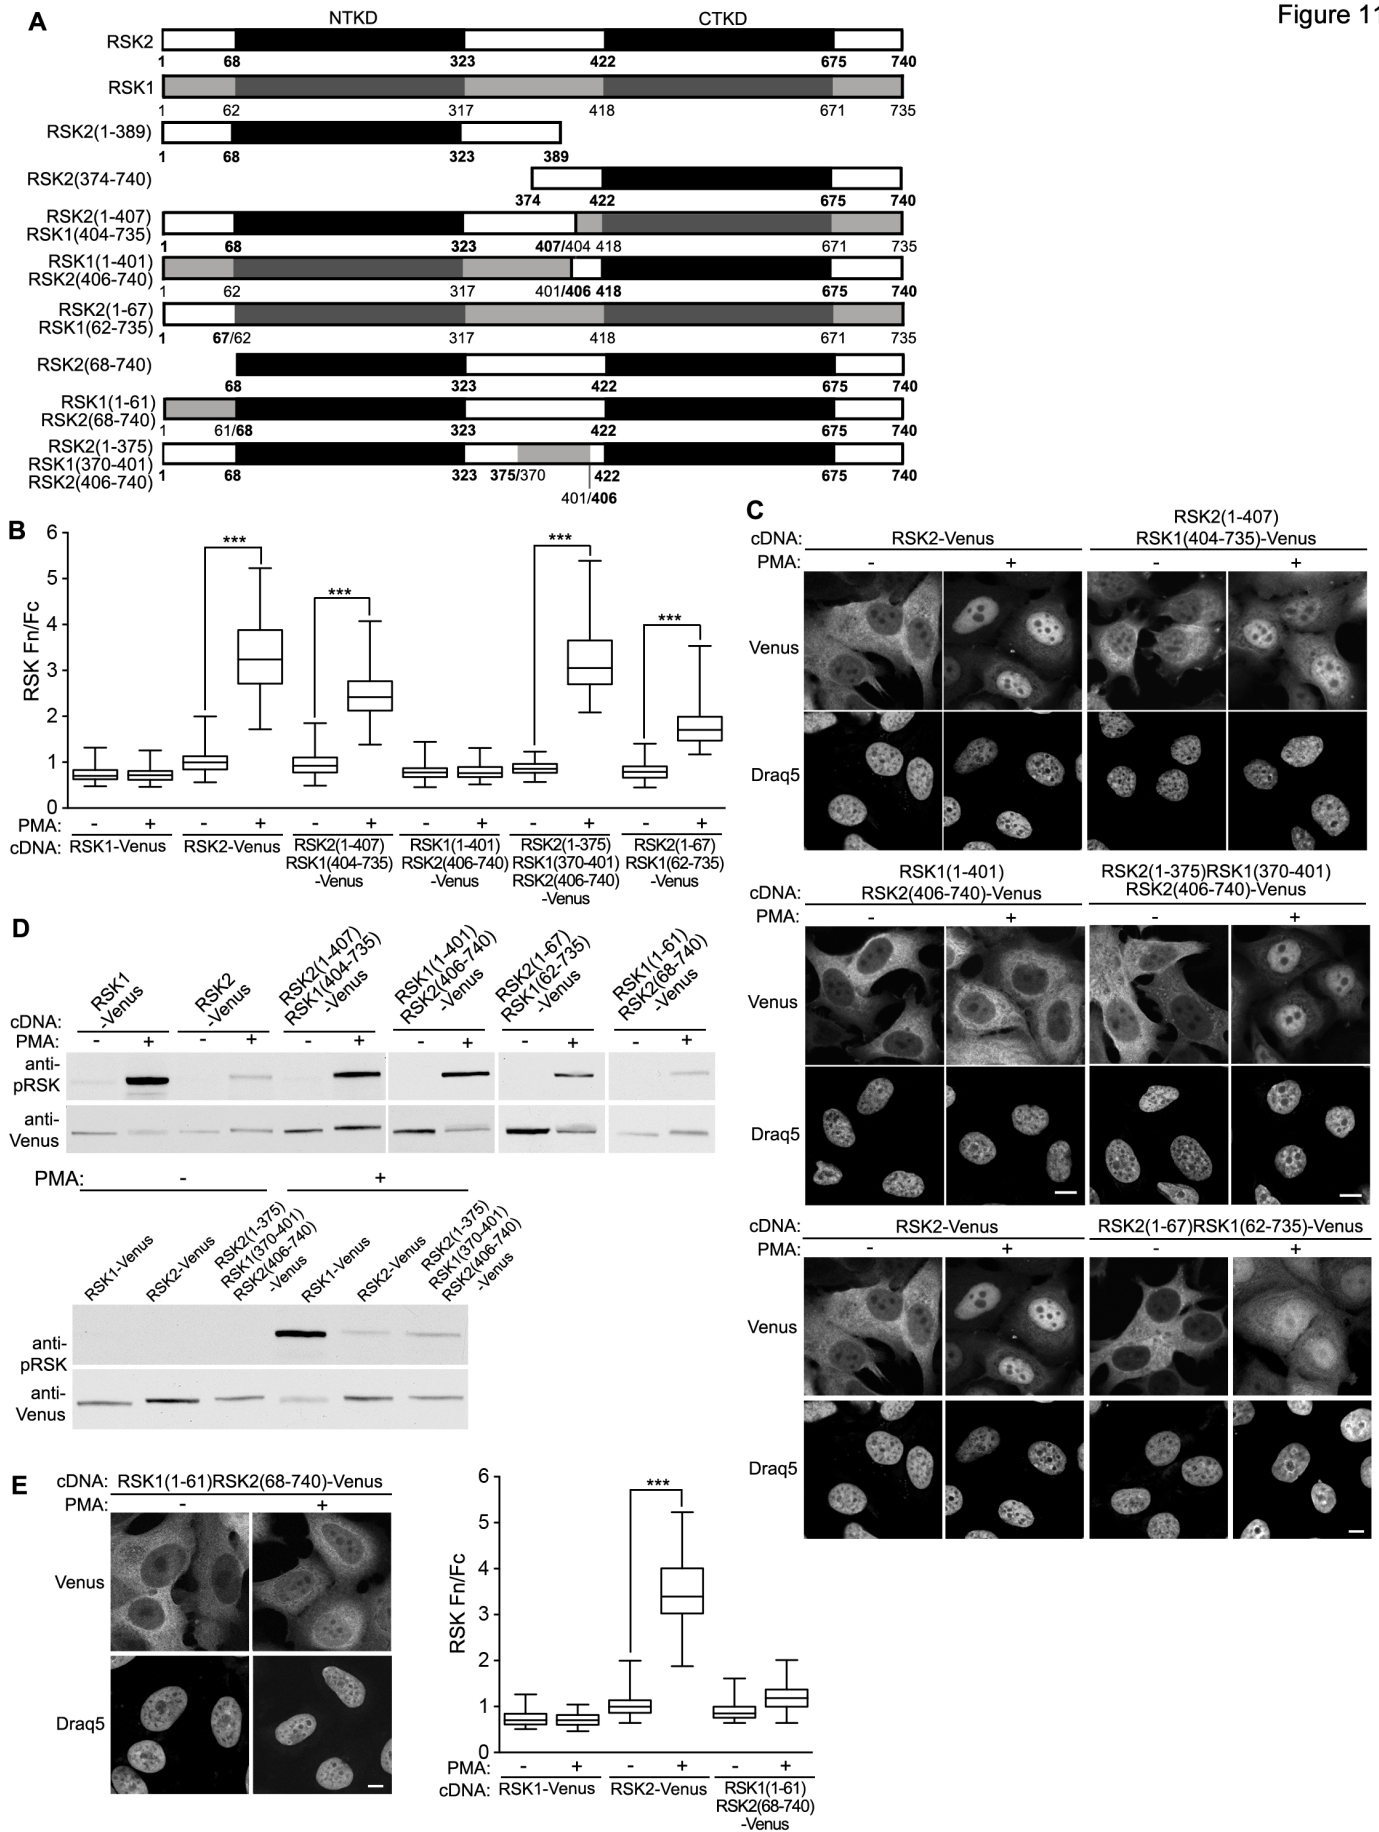 Figure 11
A
NTKD CTKD
RSK2
1 68 323 422 675 740
RSK1
1 62 317 418 671 735
RSK2(1-389)
1 68 323 389
RSK2(374-740)
374 422 675 740
RSK2(1-407)
RSK1(404-735)
1 68 323 407/404 418 671 735
RSK1(1-401)
RSK2(406-740)
1 62 317 401/406 418 675 740
RSK2(1-67)
RSK1(62-735)
1 67/62 317 418 671 735
RSK2(68-740)
68 323 422 675 740
RSK1(1-61)
RSK2(68-740)
1 61/68 323 422 675 740
RSK2(1-375)
RSK1(370-401)
RSK2(406-740)
1 68 323 375/370 422 675 740
401/406
B
RSK Fn/Fc
6
5
4
3
2
1
0
*** *** *** ***
PMA: - + - + - + - + - + - +
cDNA: RSK1-Venus RSK2-Venus RSK2(1-407) RSK1(1-401) RSK2(1-375) RSK2(1-67)
RSK1(404-735) RSK2(406-740) RSK1(370-401) RSK1(62-735)
-Venus -Venus RSK2(406-740) -Venus
-Venus
C
RSK2(1-407)
cDNA: RSK2-Venus RSK1(404-735)-Venus
PMA: - + - +
Venus
Draq5
RSK1(1-401) RSK2(1-375)RSK1(370-401)
cDNA: RSK2(406-740)-Venus RSK2(406-740)-Venus
PMA: - + - +
Venus
Draq5
cDNA: RSK2-Venus RSK2(1-67)RSK1(62-735)-Venus
PMA: - + - +
Venus
Draq5
D
cDNA: RSK1 -Venus RSK2 -Venus RSK2(1-407) RSK1(404-735) -Venus RSK1(1-401) RSK2(406-740) -Venus RSK2(1-67) RSK1(62-735) -Venus RSK1(1-61) RSK2(68-740) -Venus
PMA: - + - + - + - + - + - +
anti-
pRSK
anti-
Venus
PMA: - +
RSK1-Venus RSK2-Venus RSK2(1-375) RSK1(370-401) RSK2(406-740) -Venus RSK1-Venus RSK2-Venus RSK2(1-375) RSK1(370-401) RSK2(406-740) -Venus
anti-
pRSK
anti-
Venus
E
cDNA: RSK1(1-61)RSK2(68-740)-Venus
PMA: - +
Venus
Draq5
RSK Fn/Fc
6
5
4
3
2
1
0
***
PMA: - + - + - +
cDNA: RSK1-Venus RSK2-Venus RSK1(1-61)
RSK2(68-740)
-Venus